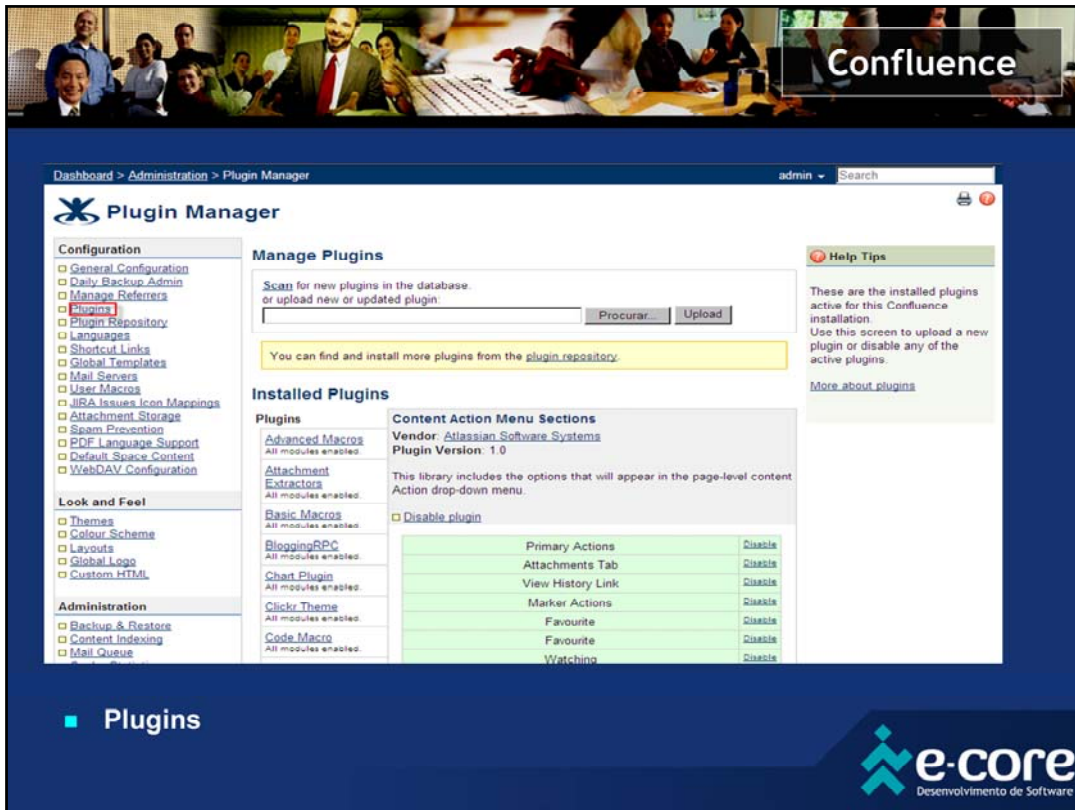 Confluence
Dashboard > Administration > Plugin Manager
admin
Search
Plugin Manager
Configuration
General Configuration
Daily Backup Admin
Manage Referrers
Plugins
Plugin Repository
Languages
Shortcut Links
Global Templates
Mail Servers
User Macros
JIRA Issues Icon Mappings
Attachment Storage
Spam Prevention
PDF Language Support
Default Space Content
WebDAV Configuration
Look and Feel
Themes
Colour Scheme
Layouts
Global Logo
Custom HTML
Administration
Backup & Restore
Content Indexing
Mail Queue
Manage Plugins
Scan for new plugins in the database.
or upload new or updated plugin:
Procurar...
Upload
You can find and install more plugins from the plugin repository.
Installed Plugins
Plugins
Advanced Macros
All modules enabled.
Attachment
Extractors
All modules enabled.
Basic Macros
All modules enabled.
BloggingRPC
All modules enabled.
Chart Plugin
All modules enabled.
Clickr Theme
All modules enabled.
Code Macro
All modules enabled.
Content Action Menu Sections
Vendor: Atlassian Software Systems
Plugin Version: 1.0
This library includes the options that will appear in the page-level content
Action drop-down menu.
Disable plugin
Primary Actions Disable
Attachments Tab Disable
View History Link Disable
Marker Actions Disable
Favourite Disable
Favourite Disable
Watching Disable
Help Tips
These are the installed plugins
active for this Confluence
installation.
Use this screen to upload a new
plugin or disable any of the
active plugins.
More about plugins
Plugins
e-core
Desenvolvimento de Software